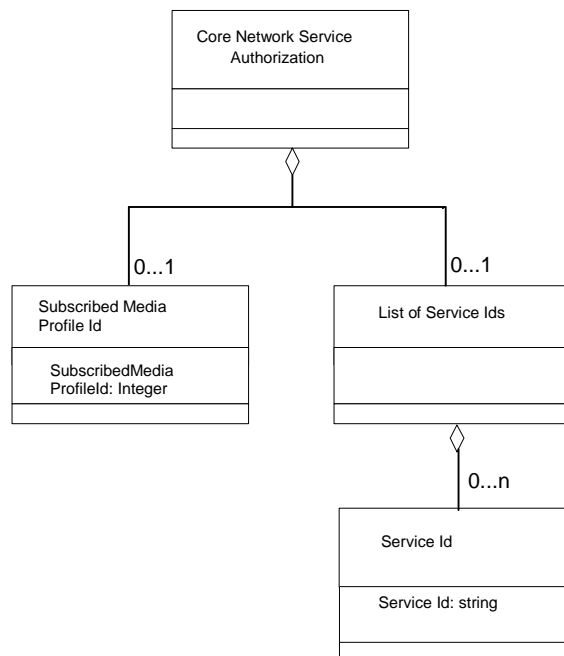 Core Network Service
Authorization
0...1
0...1
Subscribed Media
Profile Id
SubscribedMedia
ProfileId: Integer
List of Service Ids
0...n
Service Id
Service Id: string